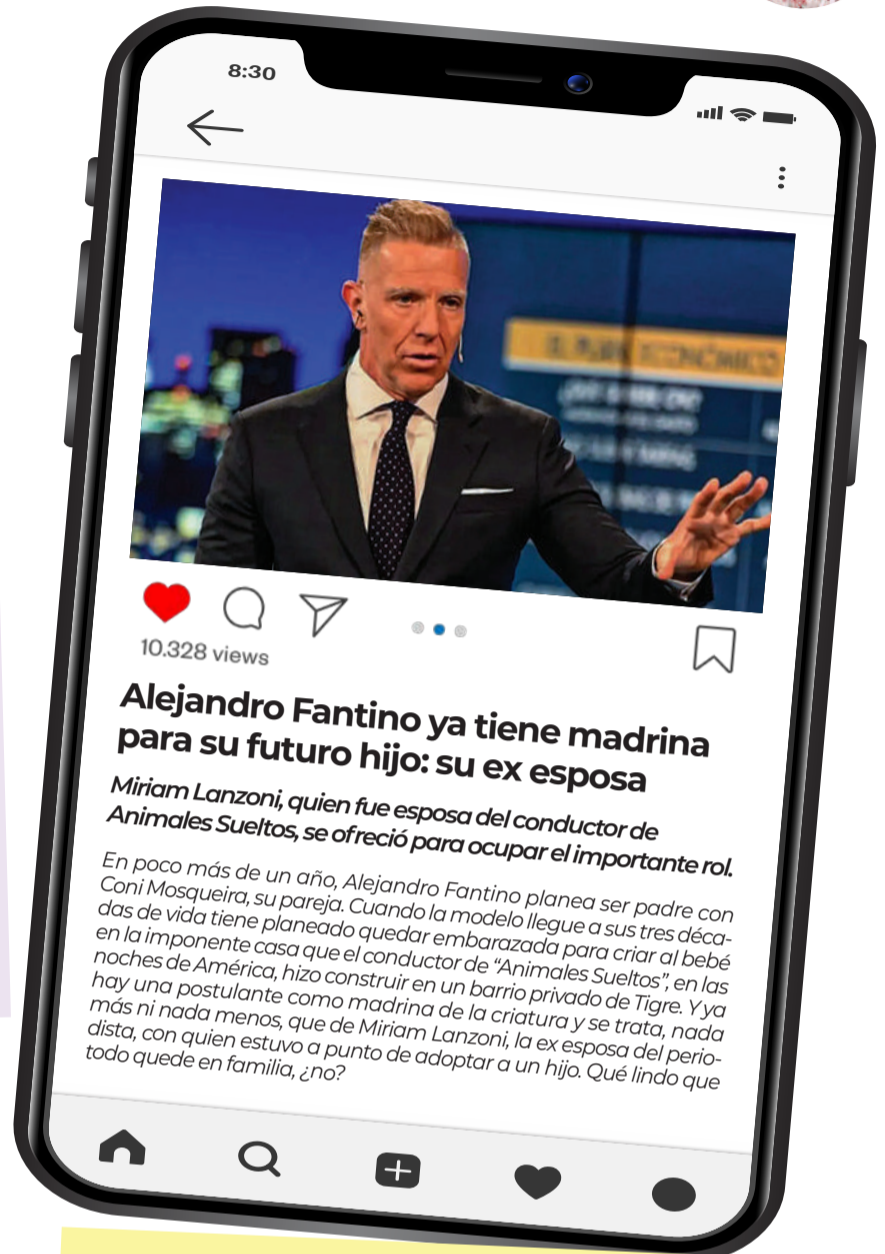 8:30
EL PLAN ECONÓMICO
10.328 views
Alejandro Fantino ya tiene madrina
para su futuro hijo: su ex esposa
Miriam Lanzoni, quien fue esposa del conductor de
Animales Sueltos, se ofreció para ocupar el importante rol.
En poco más de un año, Alejandro Fantino planea ser padre con
Coni Mosqueira, su pareja. Cuando la modelo llegue a sus tres déca-
das de vida tiene planeado quedar embarazada para criar al bebé
en la imponente casa que el conductor de “Animales Sueltos”, en las
noches de América, hizo construir en un barrio privado de Tigre. Y ya
hay una postulante como madrina de la criatura y se trata, nada
más ni nada menos, que de Miriam Lanzoni, la ex esposa del perio-
dista, con quien estuvo a punto de adoptar a un hijo. Qué lindo que
todo quede en familia, ¿no?